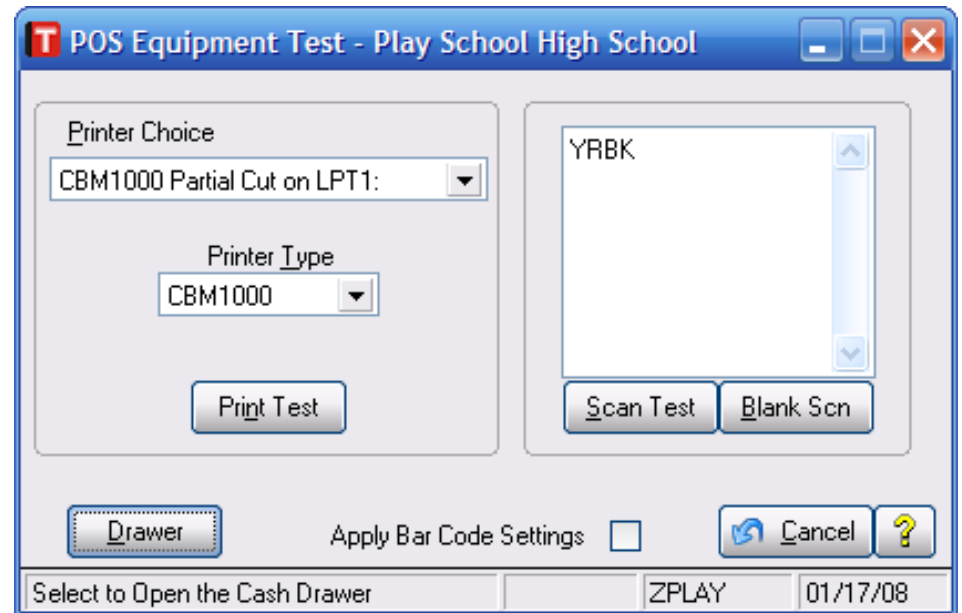 T POS Equipment Test - Play School High School
Printer Choice
CBM1000 Partial Cut on LPT1:
Printer Type
CBM1000
Print Test
YRBK
Scan Test
Blank Scn
Drawer
Apply Bar Code Settings
Cancel
?
Select to Open the Cash Drawer
ZPLAY
01/17/08